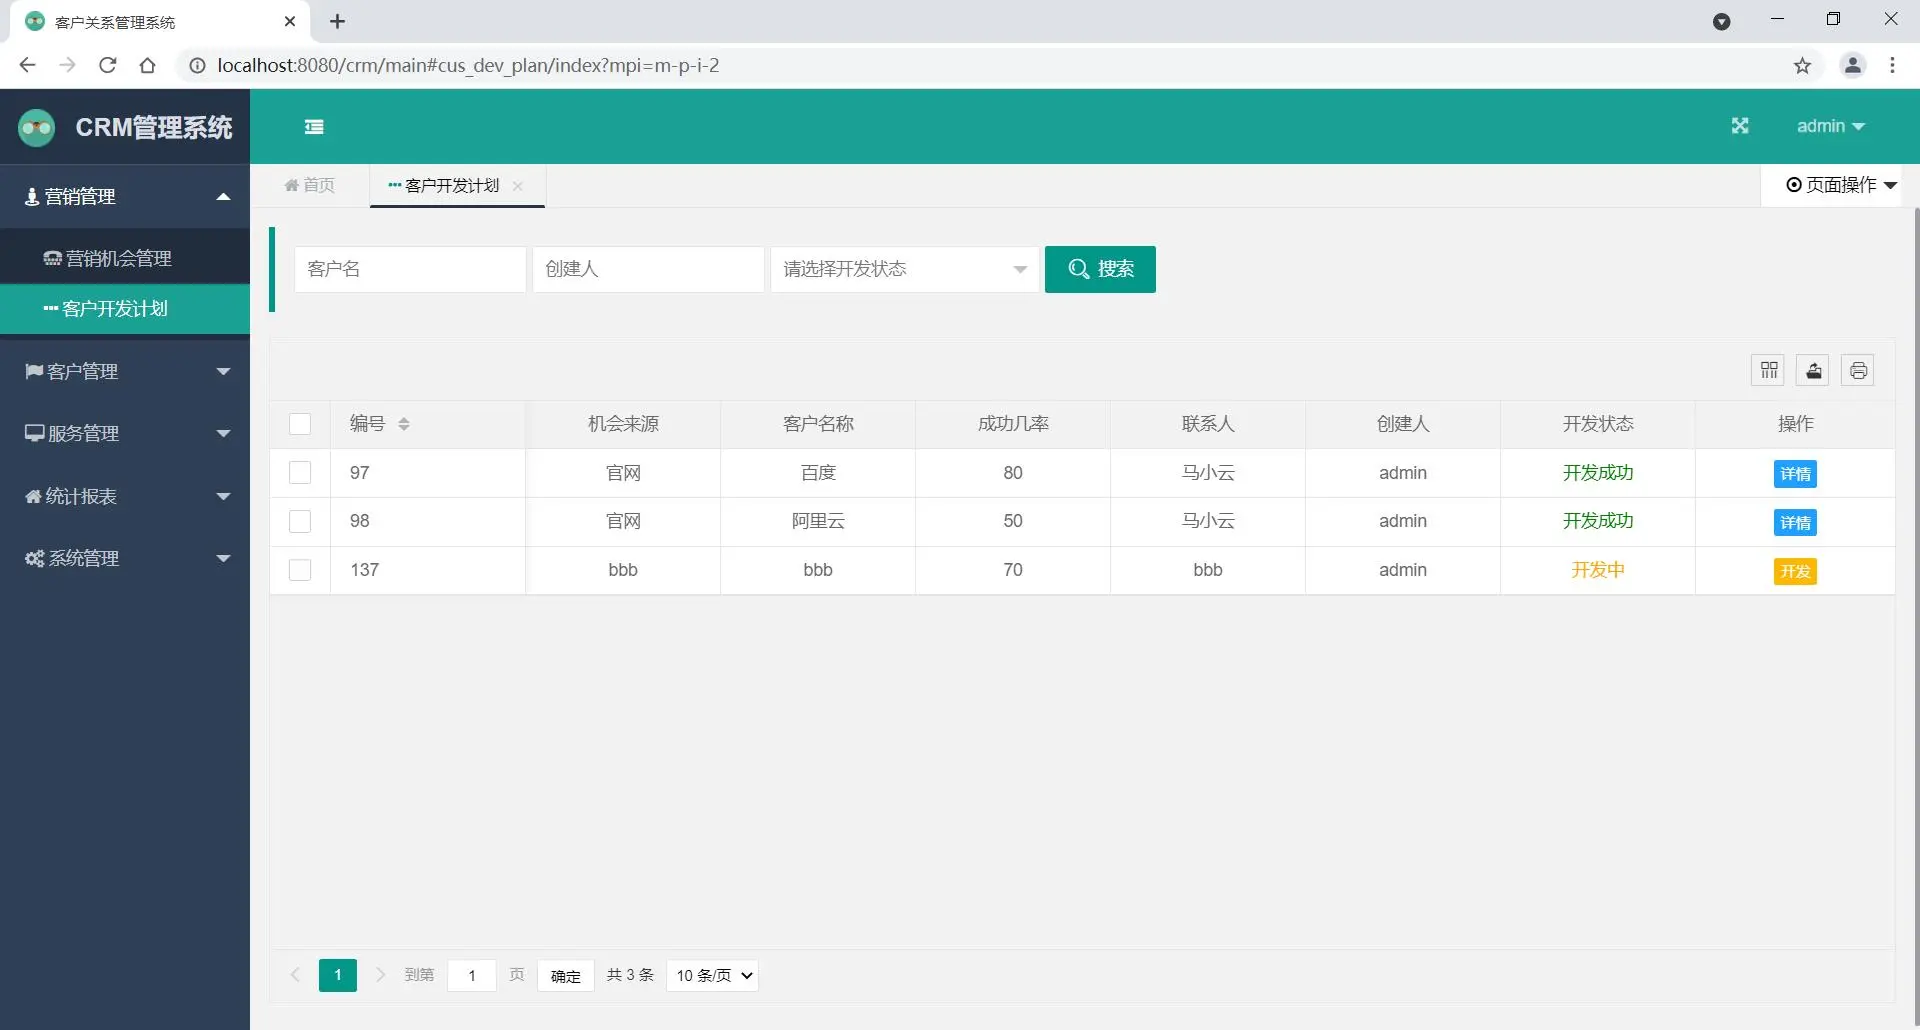 客户关系管理系统
localhost:8080/crm/main#cus_dev_plan/index?mpi=m-p-i-2
CRM管理系统
admin
营销管理
营销机会管理
客户开发计划
客户管理
服务管理
统计报表
系统管理
首页
客户开发计划
页面操作
客户名
创建人
请选择开发状态
搜索
编号 机会来源 客户名称 成功几率 联系人 创建人 开发状态 操作
97 官网 百度 80 马小云 admin 开发成功 详情
98 官网 阿里云 50 马小云 admin 开发成功 详情
137 bbb bbb 70 bbb admin 开发中 开发
1 到第 1 页 确定 共 3 条 10 条/页